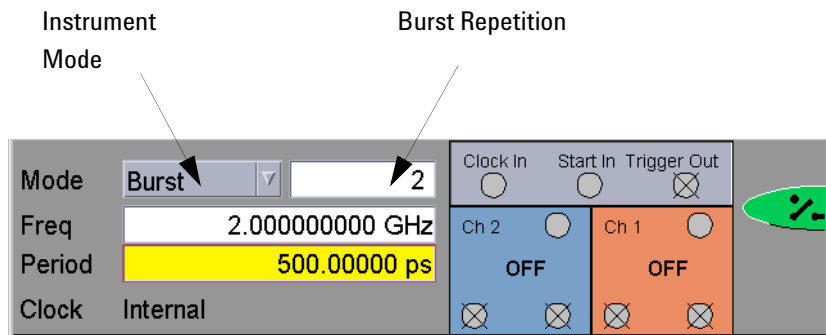 Instrument
Mode
Burst Repetition
Mode Burst 2
Freq 2.000000000 GHz
Period 500.00000 ps
Clock Internal
Clock In Start In Trigger Out
Ch 2 Ch 1
OFF OFF